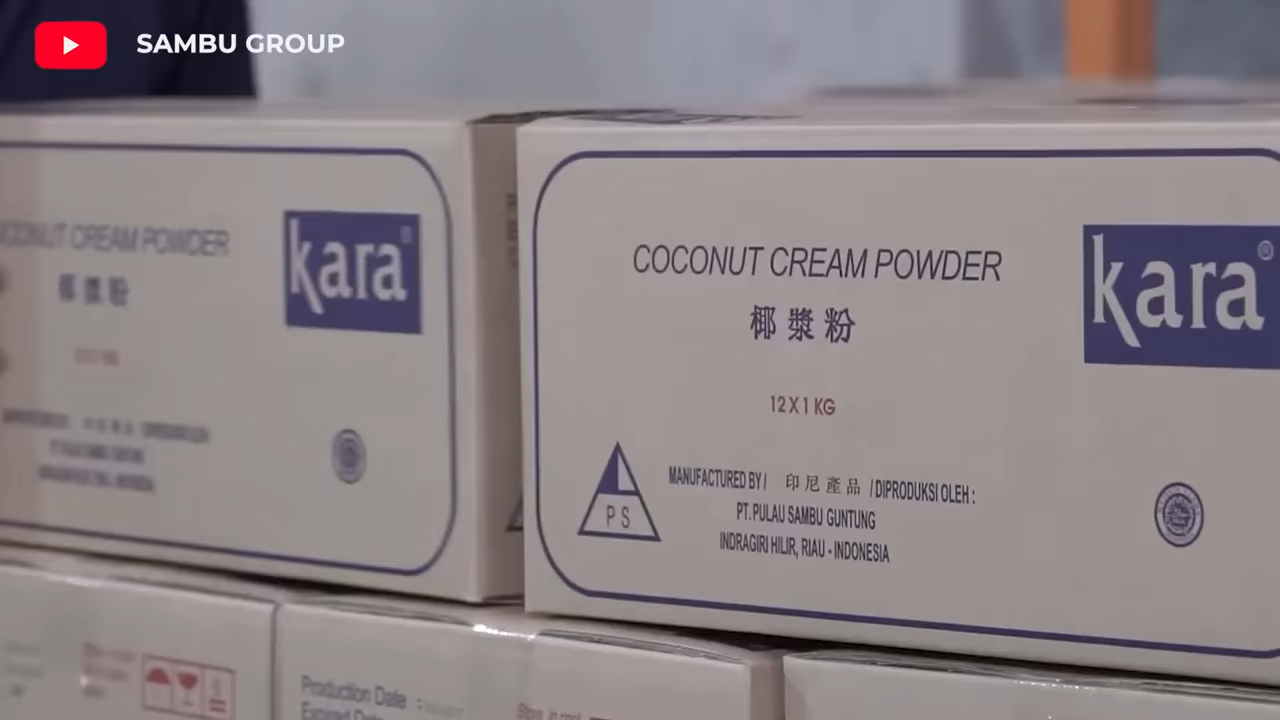 SAMBU GROUP
COCONUT CREAM POWDER
椰漿粉
kara®
12 X 1 KG
MANUFACTURED BY / 印尼產品 / DIPRODUKSI OLEH :
PT. PULAU SAMBU GUNTUNG
INDRAGIRI HILIR, RIAU - INDONESIA
PS
COCONUT CREAM POWDER
椰漿粉
kara®
Production Date :